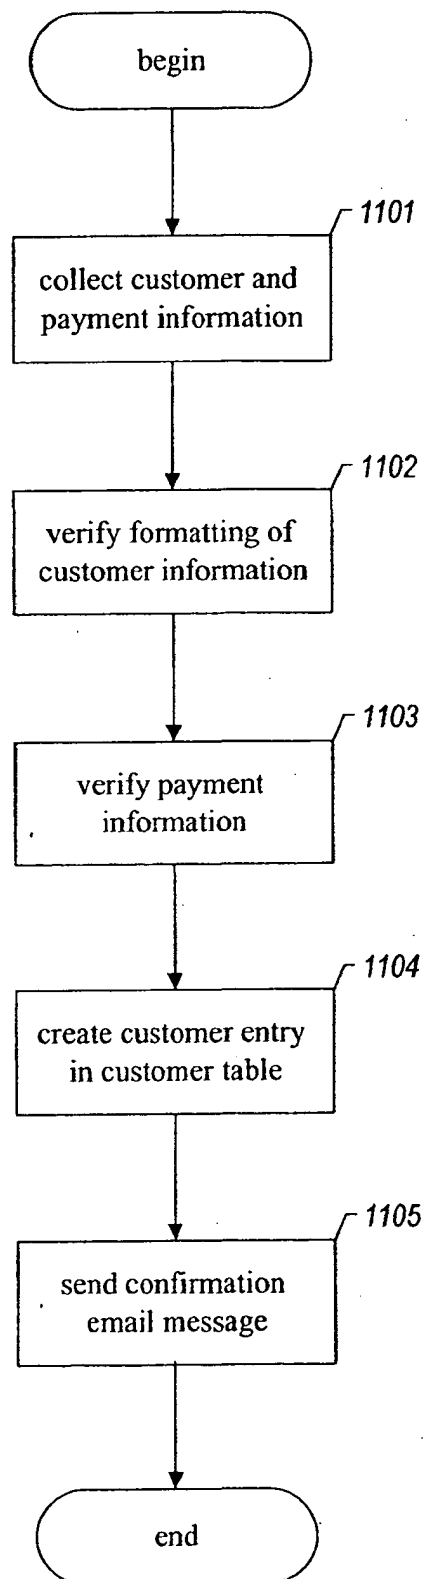 begin
1101
collect customer and
payment information
1102
verify formatting of
customer information
1103
verify payment
information
1104
create customer entry
in customer table
1105
send confirmation
email message
end